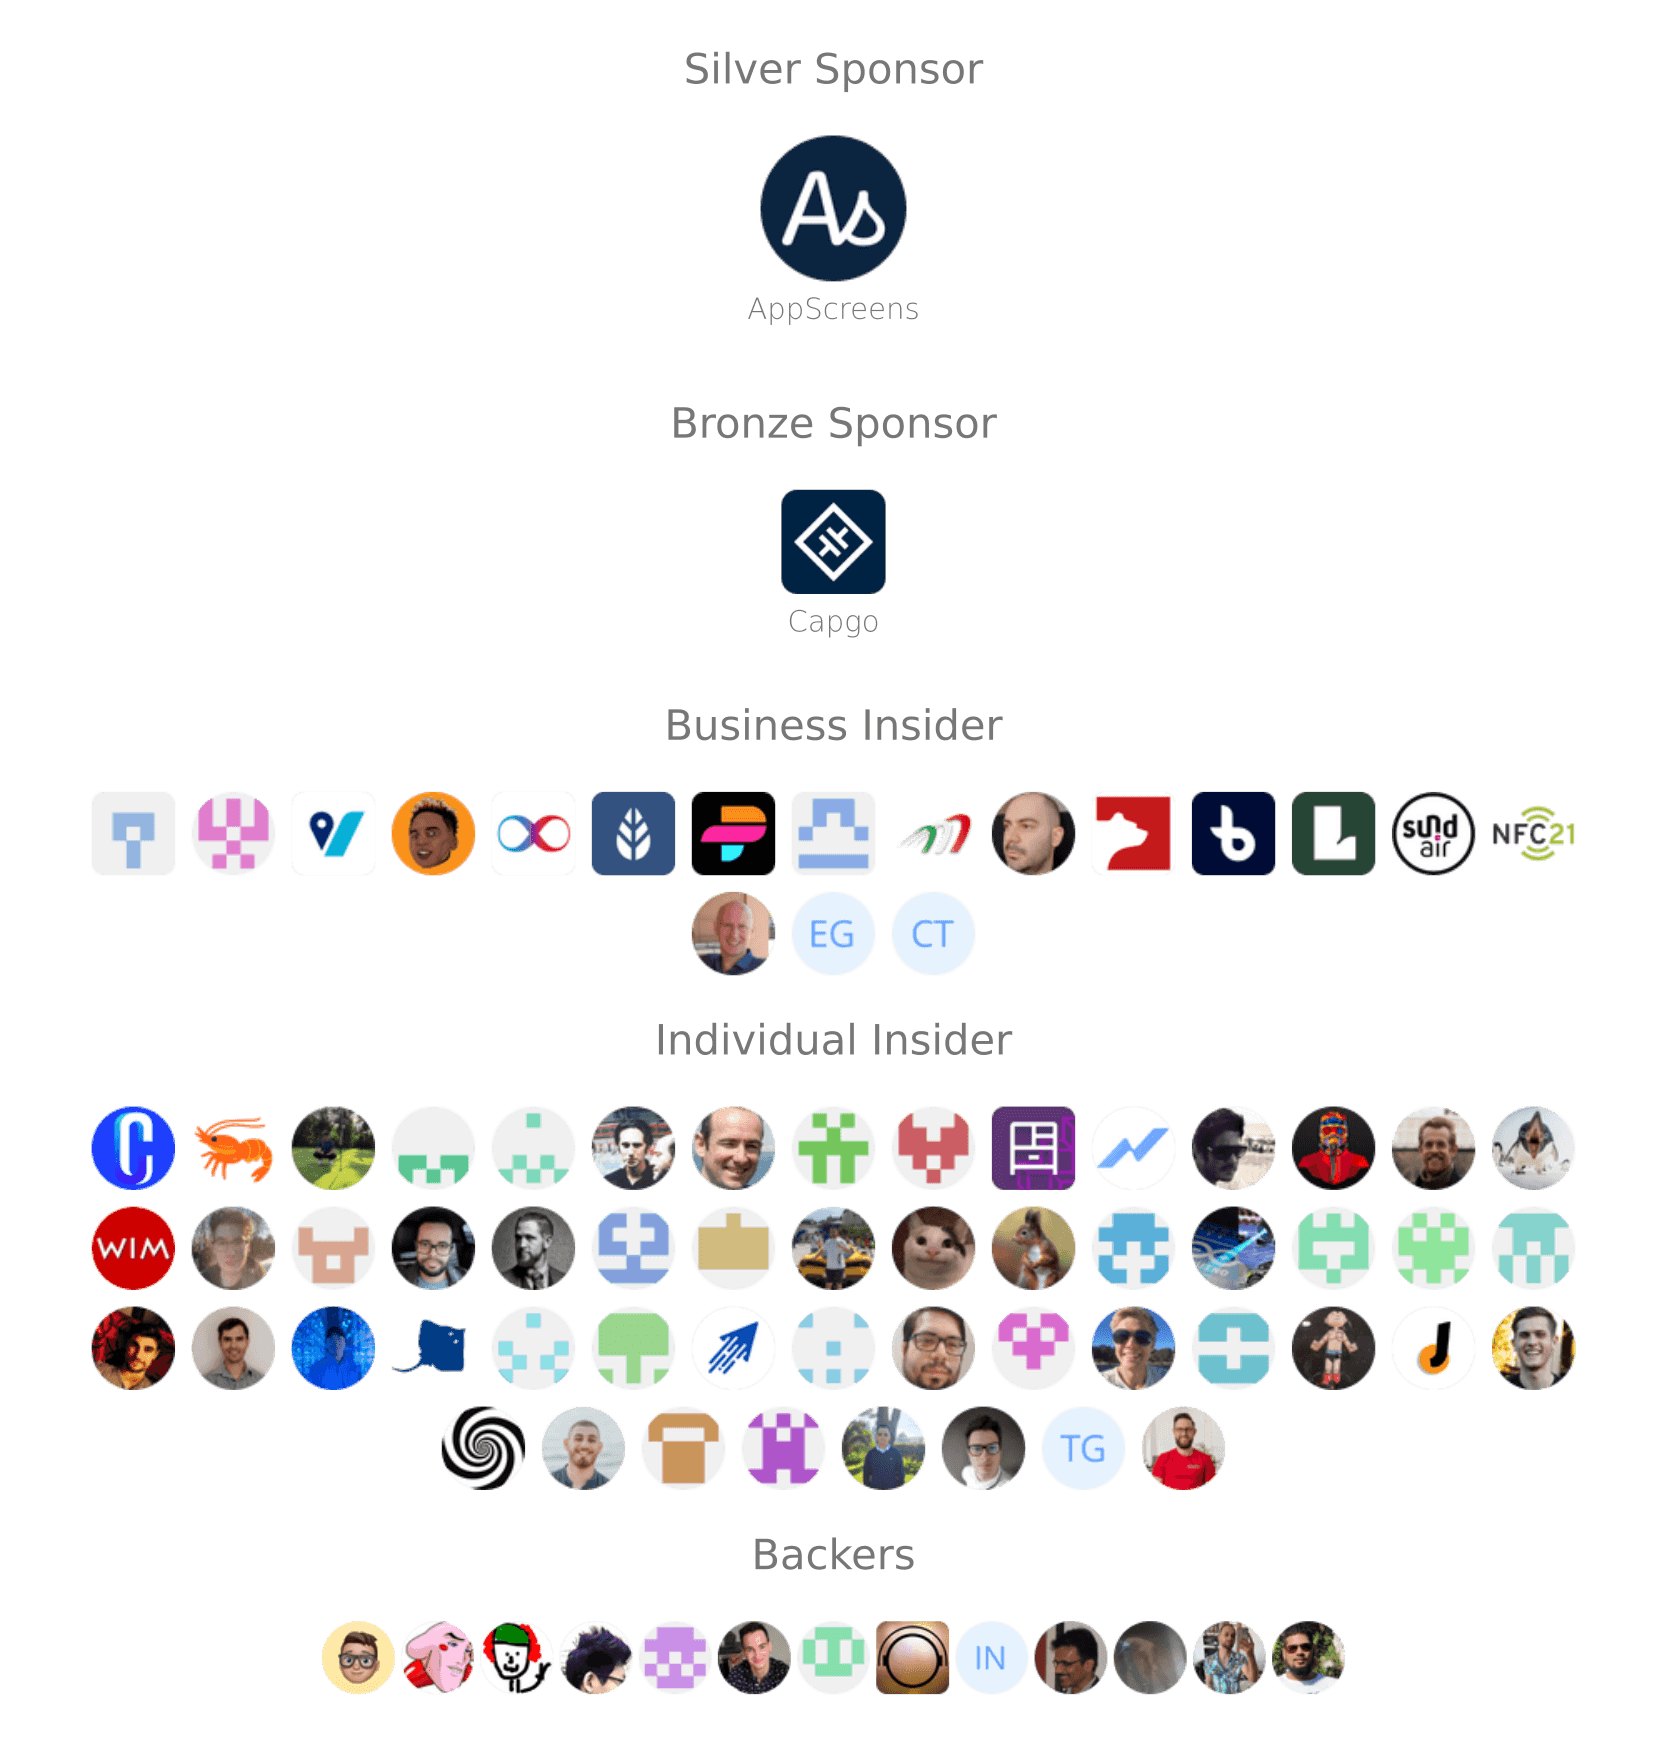 Silver Sponsor
As
AppScreens
Bronze Sponsor
Capgo
Business Insider
sund
air
NFC21
EG
CT
Individual Insider
WIM
TG
Backers
IN